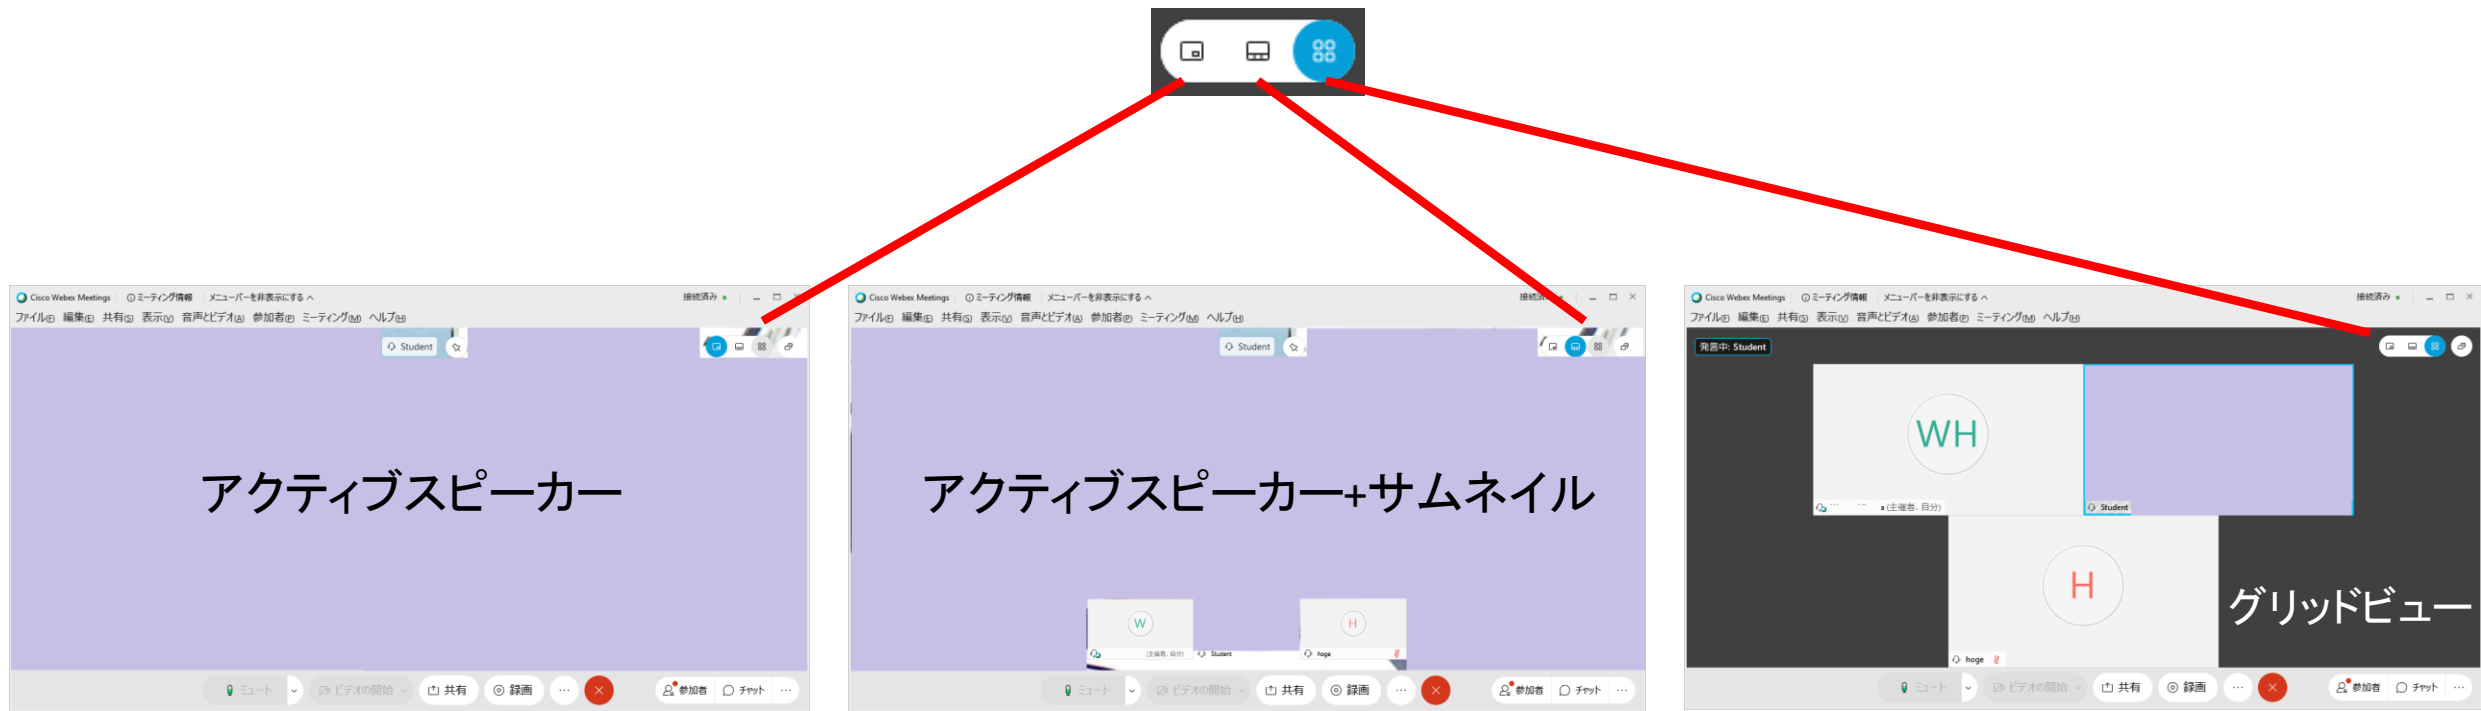 Cisco Webex Meetings ミーティング情報 メニューバーを非表示にする 接続済み
ファイル(F) 編集(E) 共有(S) 表示(V) 音声とビデオ(A) 参加者(P) ミーティング(M) ヘルプ(H)
Student
アクティブスピーカー
ミュート ビデオの開始 共有 録画 参加者 チャット
Cisco Webex Meetings ミーティング情報 メニューバーを非表示にする
ファイル(F) 編集(E) 共有(S) 表示(V) 音声とビデオ(A) 参加者(P) ミーティング(M) ヘルプ(H)
Student
アクティブスピーカー+サムネイル
W H
(主催者、自分) Student hoge
ミュート ビデオの開始 共有 録画 参加者 チャット
Cisco Webex Meetings ミーティング情報 メニューバーを非表示にする 接続済み
ファイル(F) 編集(E) 共有(S) 表示(V) 音声とビデオ(A) 参加者(P) ミーティング(M) ヘルプ(H)
発言中: Student
WH
a (主催者、自分) Student
H
グリッドビュー
hoge
ミュート ビデオの開始 共有 録画 参加者 チャット